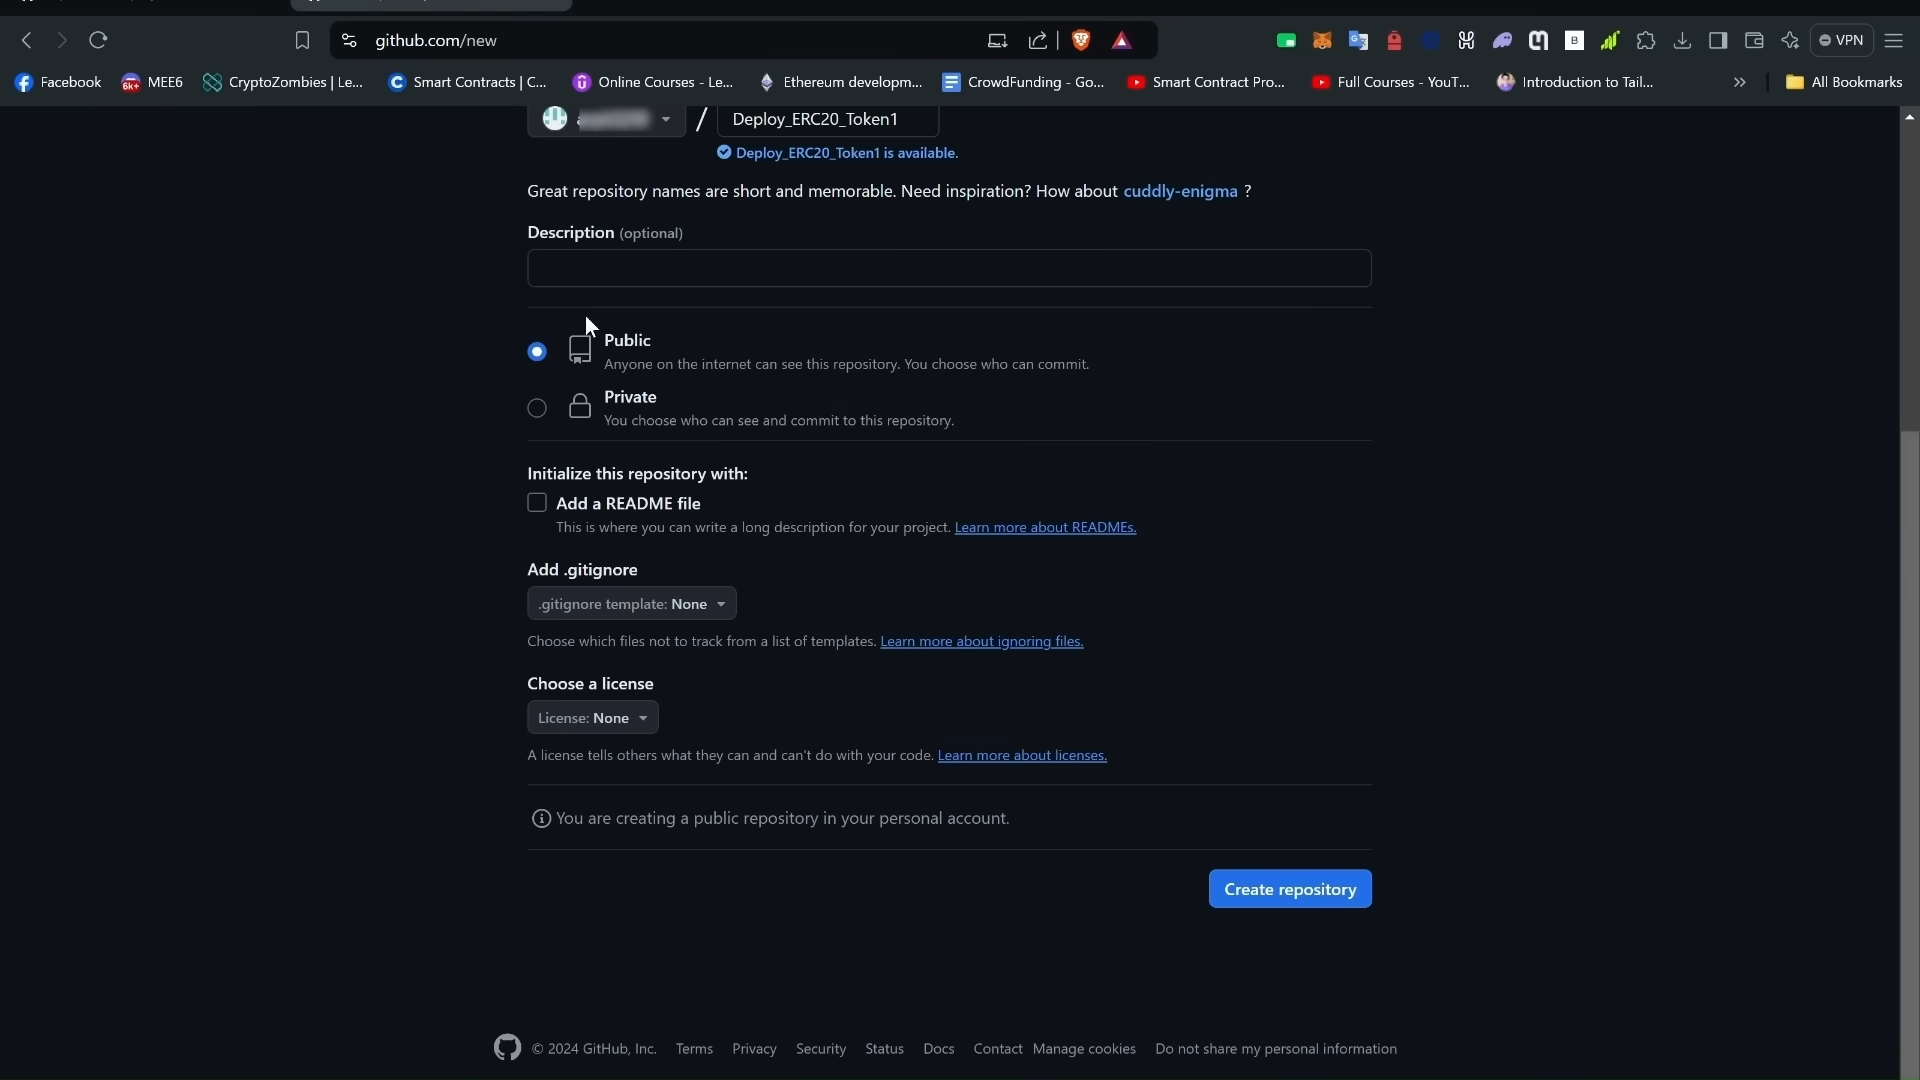 github.com/new
VPN
Facebook
6k+ MEE6
CryptoZombies | Le...
Smart Contracts | C...
Online Courses - Le...
Ethereum developm...
CrowdFunding - Go...
Smart Contract Pro...
Full Courses - YouT...
Introduction to Tail...
All Bookmarks
/ Deploy_ERC20_Token1
Deploy_ERC20_Token1 is available.
Great repository names are short and memorable. Need inspiration? How about cuddly-enigma ?
Description (optional)
Public
Anyone on the internet can see this repository. You choose who can commit.
Private
You choose who can see and commit to this repository.
Initialize this repository with:
Add a README file
This is where you can write a long description for your project. Learn more about READMEs.
Add .gitignore
.gitignore template: None
Choose which files not to track from a list of templates. Learn more about ignoring files.
Choose a license
License: None
A license tells others what they can and can't do with your code. Learn more about licenses.
You are creating a public repository in your personal account.
Create repository
© 2024 GitHub, Inc. Terms Privacy Security Status Docs Contact Manage cookies Do not share my personal information